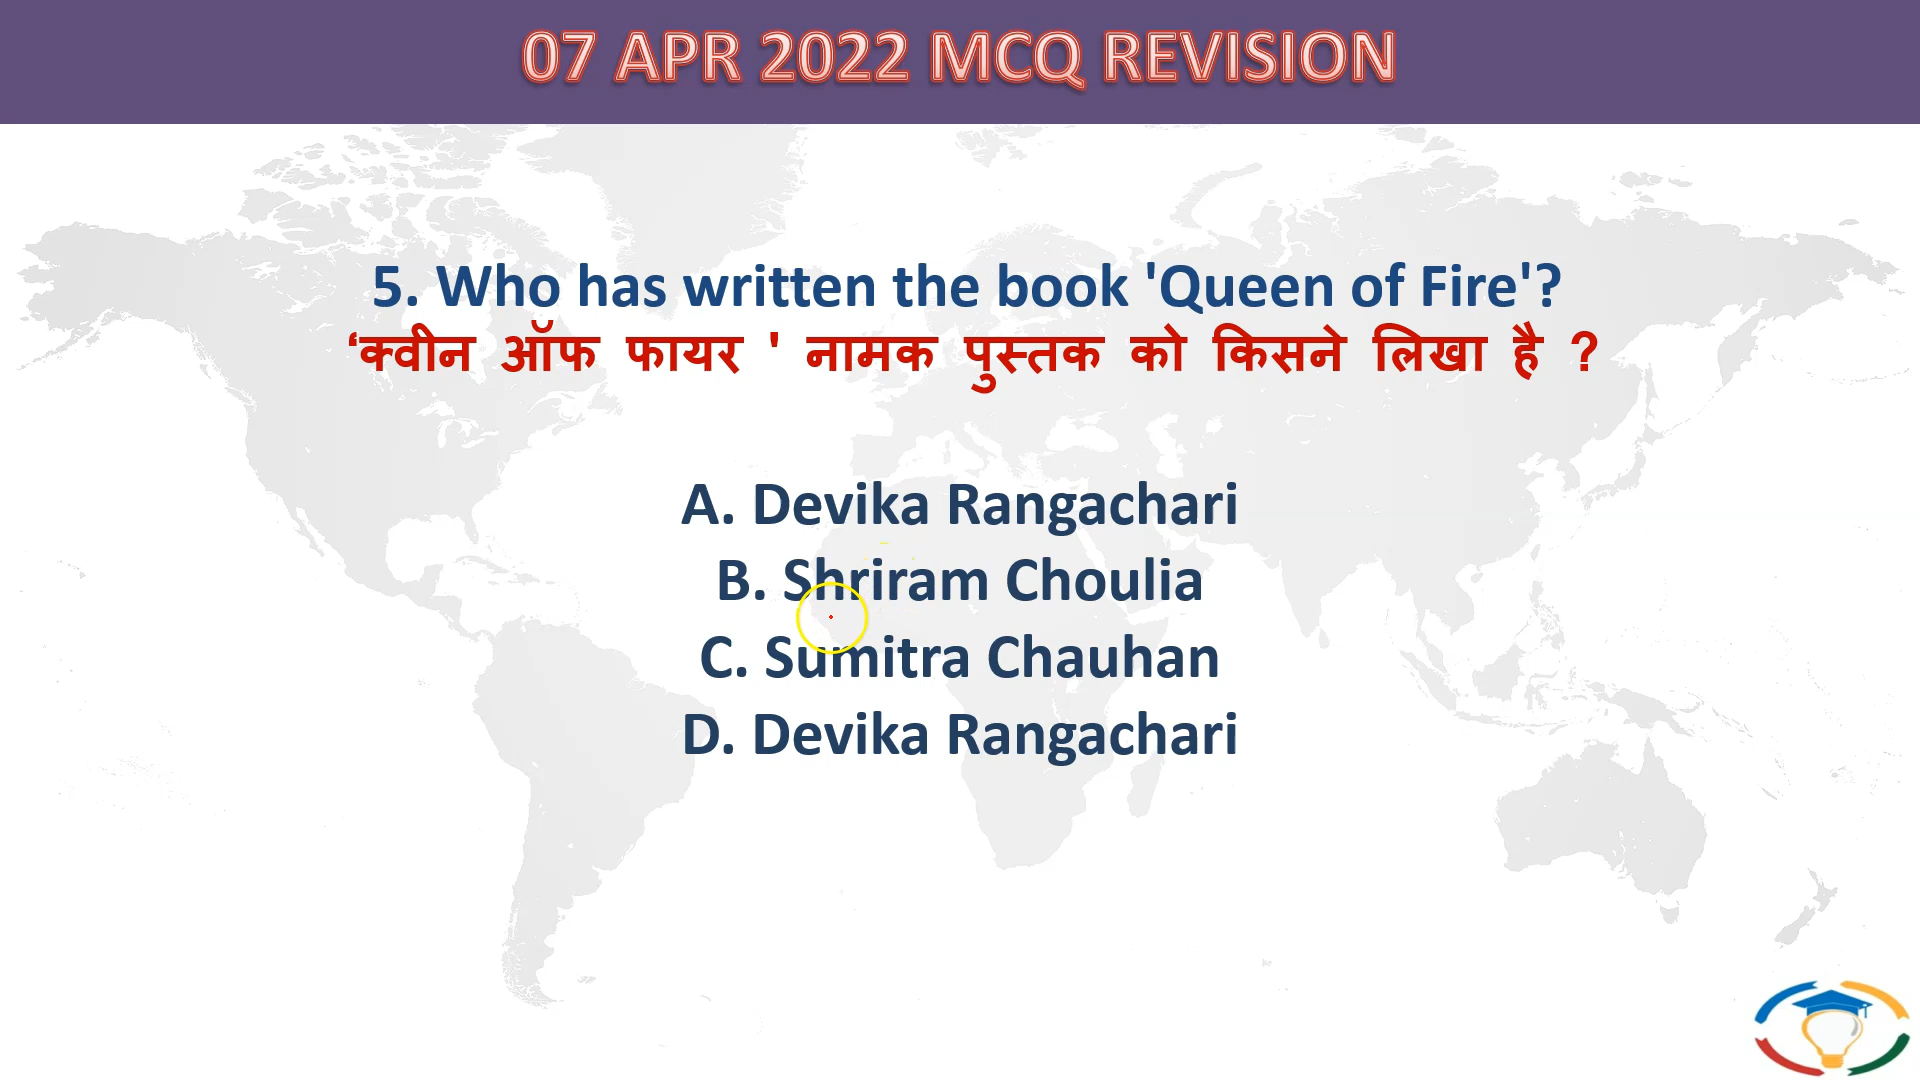 07 APR 2022 MCQ REVISION
5. Who has written the book 'Queen of Fire'?
‘क्वीन ऑफ फायर ' नामक पुस्तक को किसने लिखा है ?
A. Devika Rangachari
B. Shriram Choulia
C. Sumitra Chauhan
D. Devika Rangachari